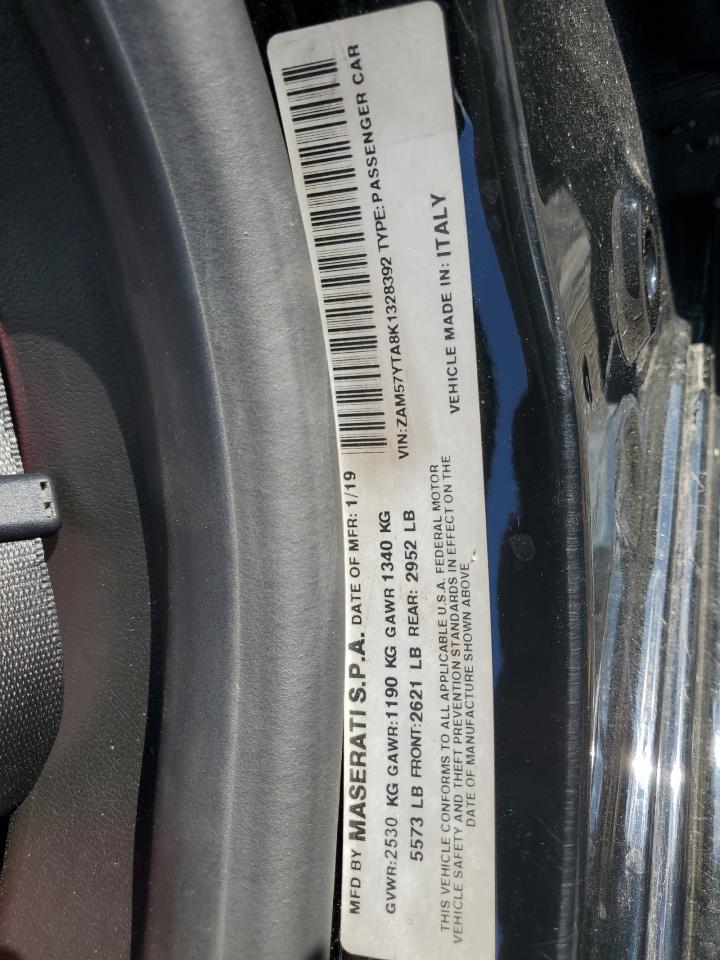 MFD BY MASERATI S.P.A. DATE OF MFR: 1/19
GVWR:2530 KG GAWR:1190 KG GAWR 1340 KG
5573 LB FRONT:2621 LB REAR: 2952 LB
THIS VEHICLE CONFORMS TO ALL APPLICABLE U.S.A. FEDERAL MOTOR
VEHICLE SAFETY AND THEFT PREVENTION STANDARDS IN EFFECT ON THE
DATE OF MANUFACTURE SHOWN ABOVE
VIN:ZAM57YTA8K1328392 TYPE:PASSENGER CAR
VEHICLE MADE IN: ITALY